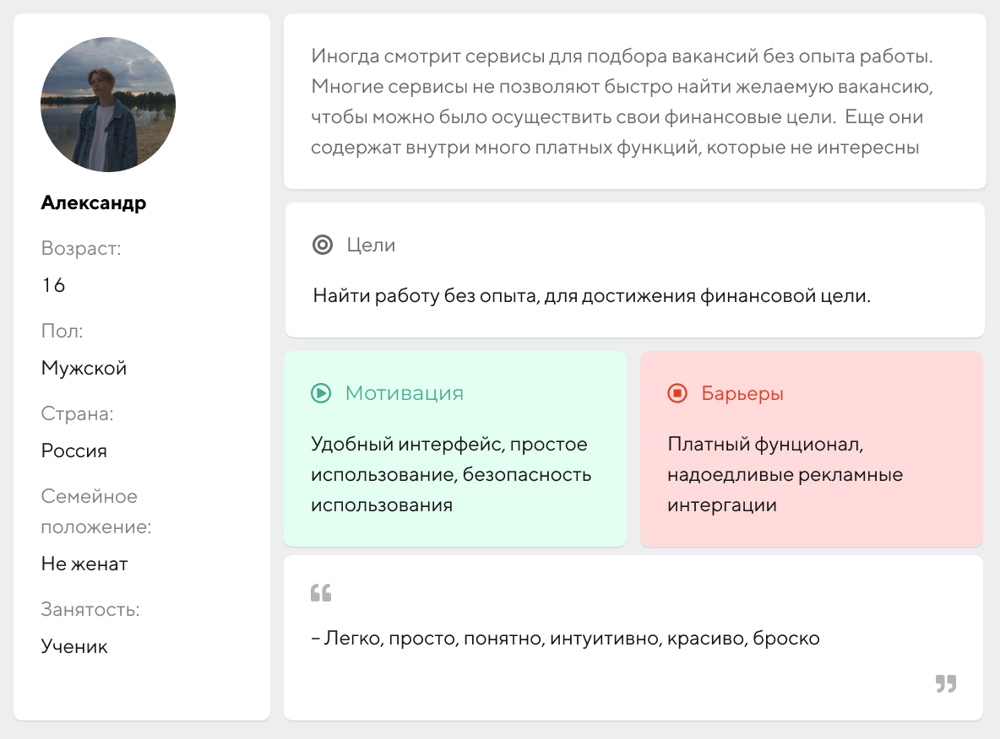 Александр
Возраст:
16
Пол:
Мужской
Страна:
Россия
Семейное
положение:
Не женат
Занятость:
Ученик
Иногда смотрит сервисы для подбора вакансий без опыта работы.
Многие сервисы не позволяют быстро найти желаемую вакансию,
чтобы можно было осуществить свои финансовые цели.  Еще они
содержат внутри много платных функций, которые не интересны
Цели
Найти работу без опыта, для достижения финансовой цели.
Мотивация
Удобный интерфейс, простое
использование, безопасность
использования
Барьеры
Платный фунционал,
надоедливые рекламные
интергации
“
– Легко, просто, понятно, интуитивно, красиво, броско
”